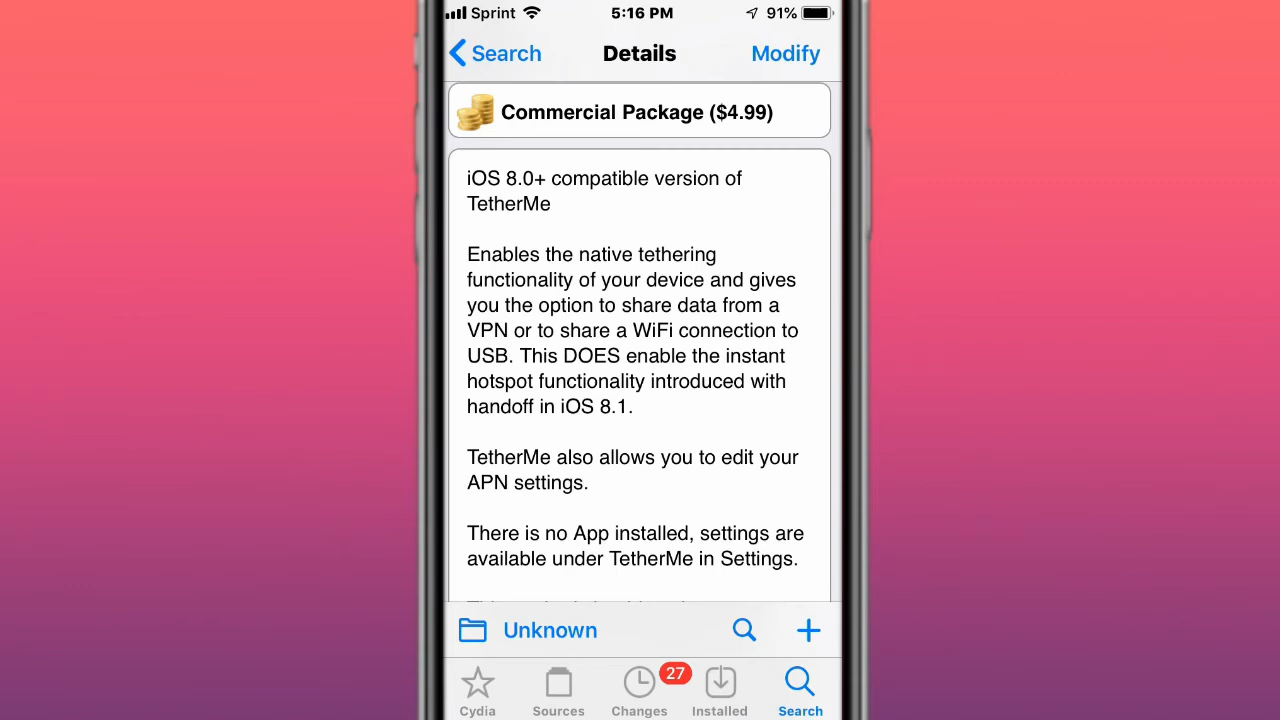 Sprint 5:16 PM 91%
Search Details Modify
Commercial Package ($4.99)
iOS 8.0+ compatible version of
TetherMe
Enables the native tethering
functionality of your device and gives
you the option to share data from a
VPN or to share a WiFi connection to
USB. This DOES enable the instant
hotspot functionality introduced with
handoff in iOS 8.1.
TetherMe also allows you to edit your
APN settings.
There is no App installed, settings are
available under TetherMe in Settings.
Unknown
27
Cydia Sources Changes Installed Search